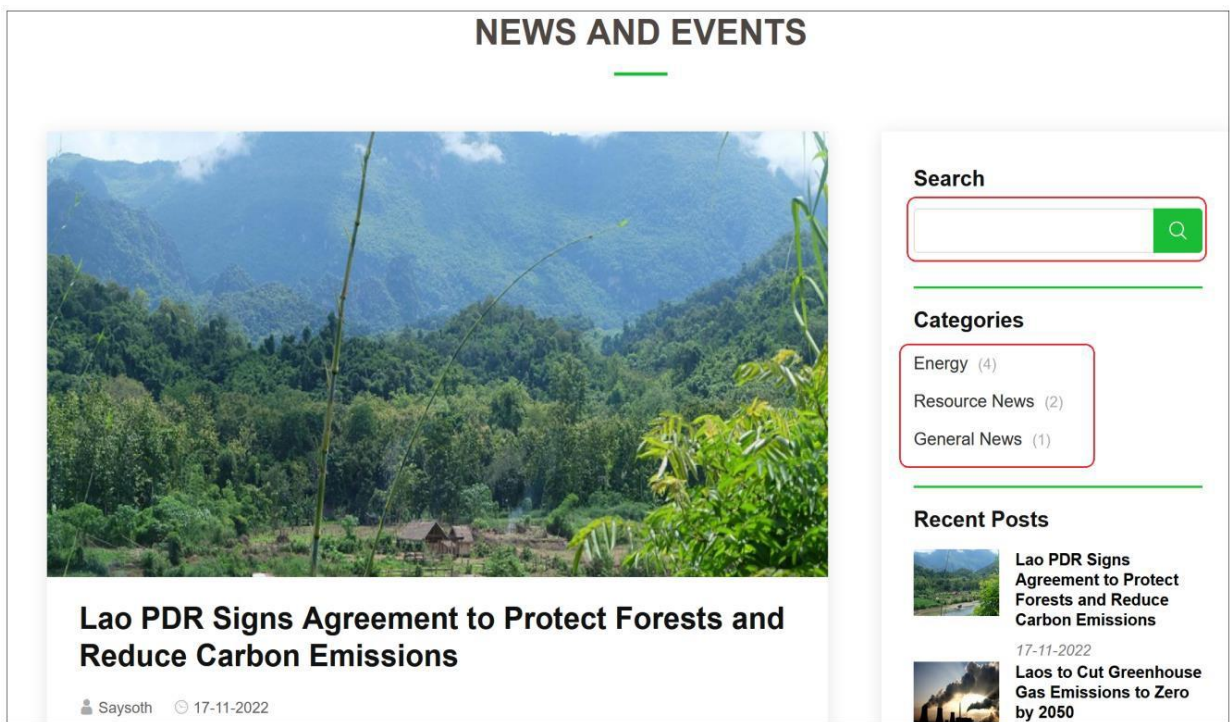 NEWS AND EVENTS
Lao PDR Signs Agreement to Protect Forests and
Reduce Carbon Emissions
Saysoth 17-11-2022
Search
Categories
Energy (4)
Resource News (2)
General News (1)
Recent Posts
Lao PDR Signs
Agreement to Protect
Forests and Reduce
Carbon Emissions
17-11-2022
Laos to Cut Greenhouse
Gas Emissions to Zero
by 2050